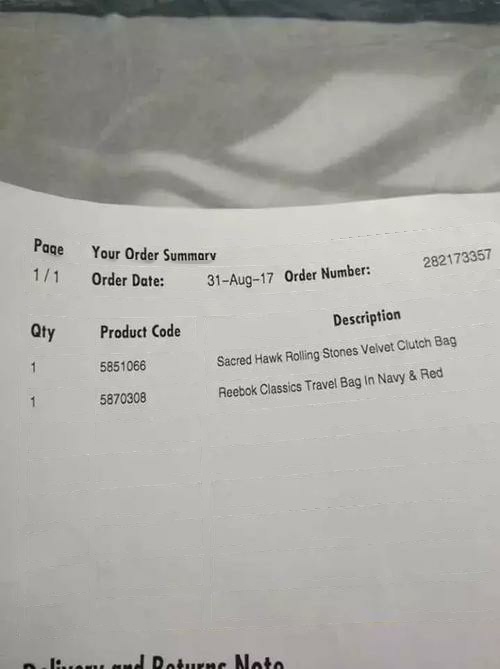 Page Your Order Summary
1 / 1 Order Date: 31-Aug-17 Order Number: 282173357
Qty Product Code Description
1 5851066 Sacred Hawk Rolling Stones Velvet Clutch Bag
1 5870308 Reebok Classics Travel Bag In Navy & Red
Delivery and Returns Note